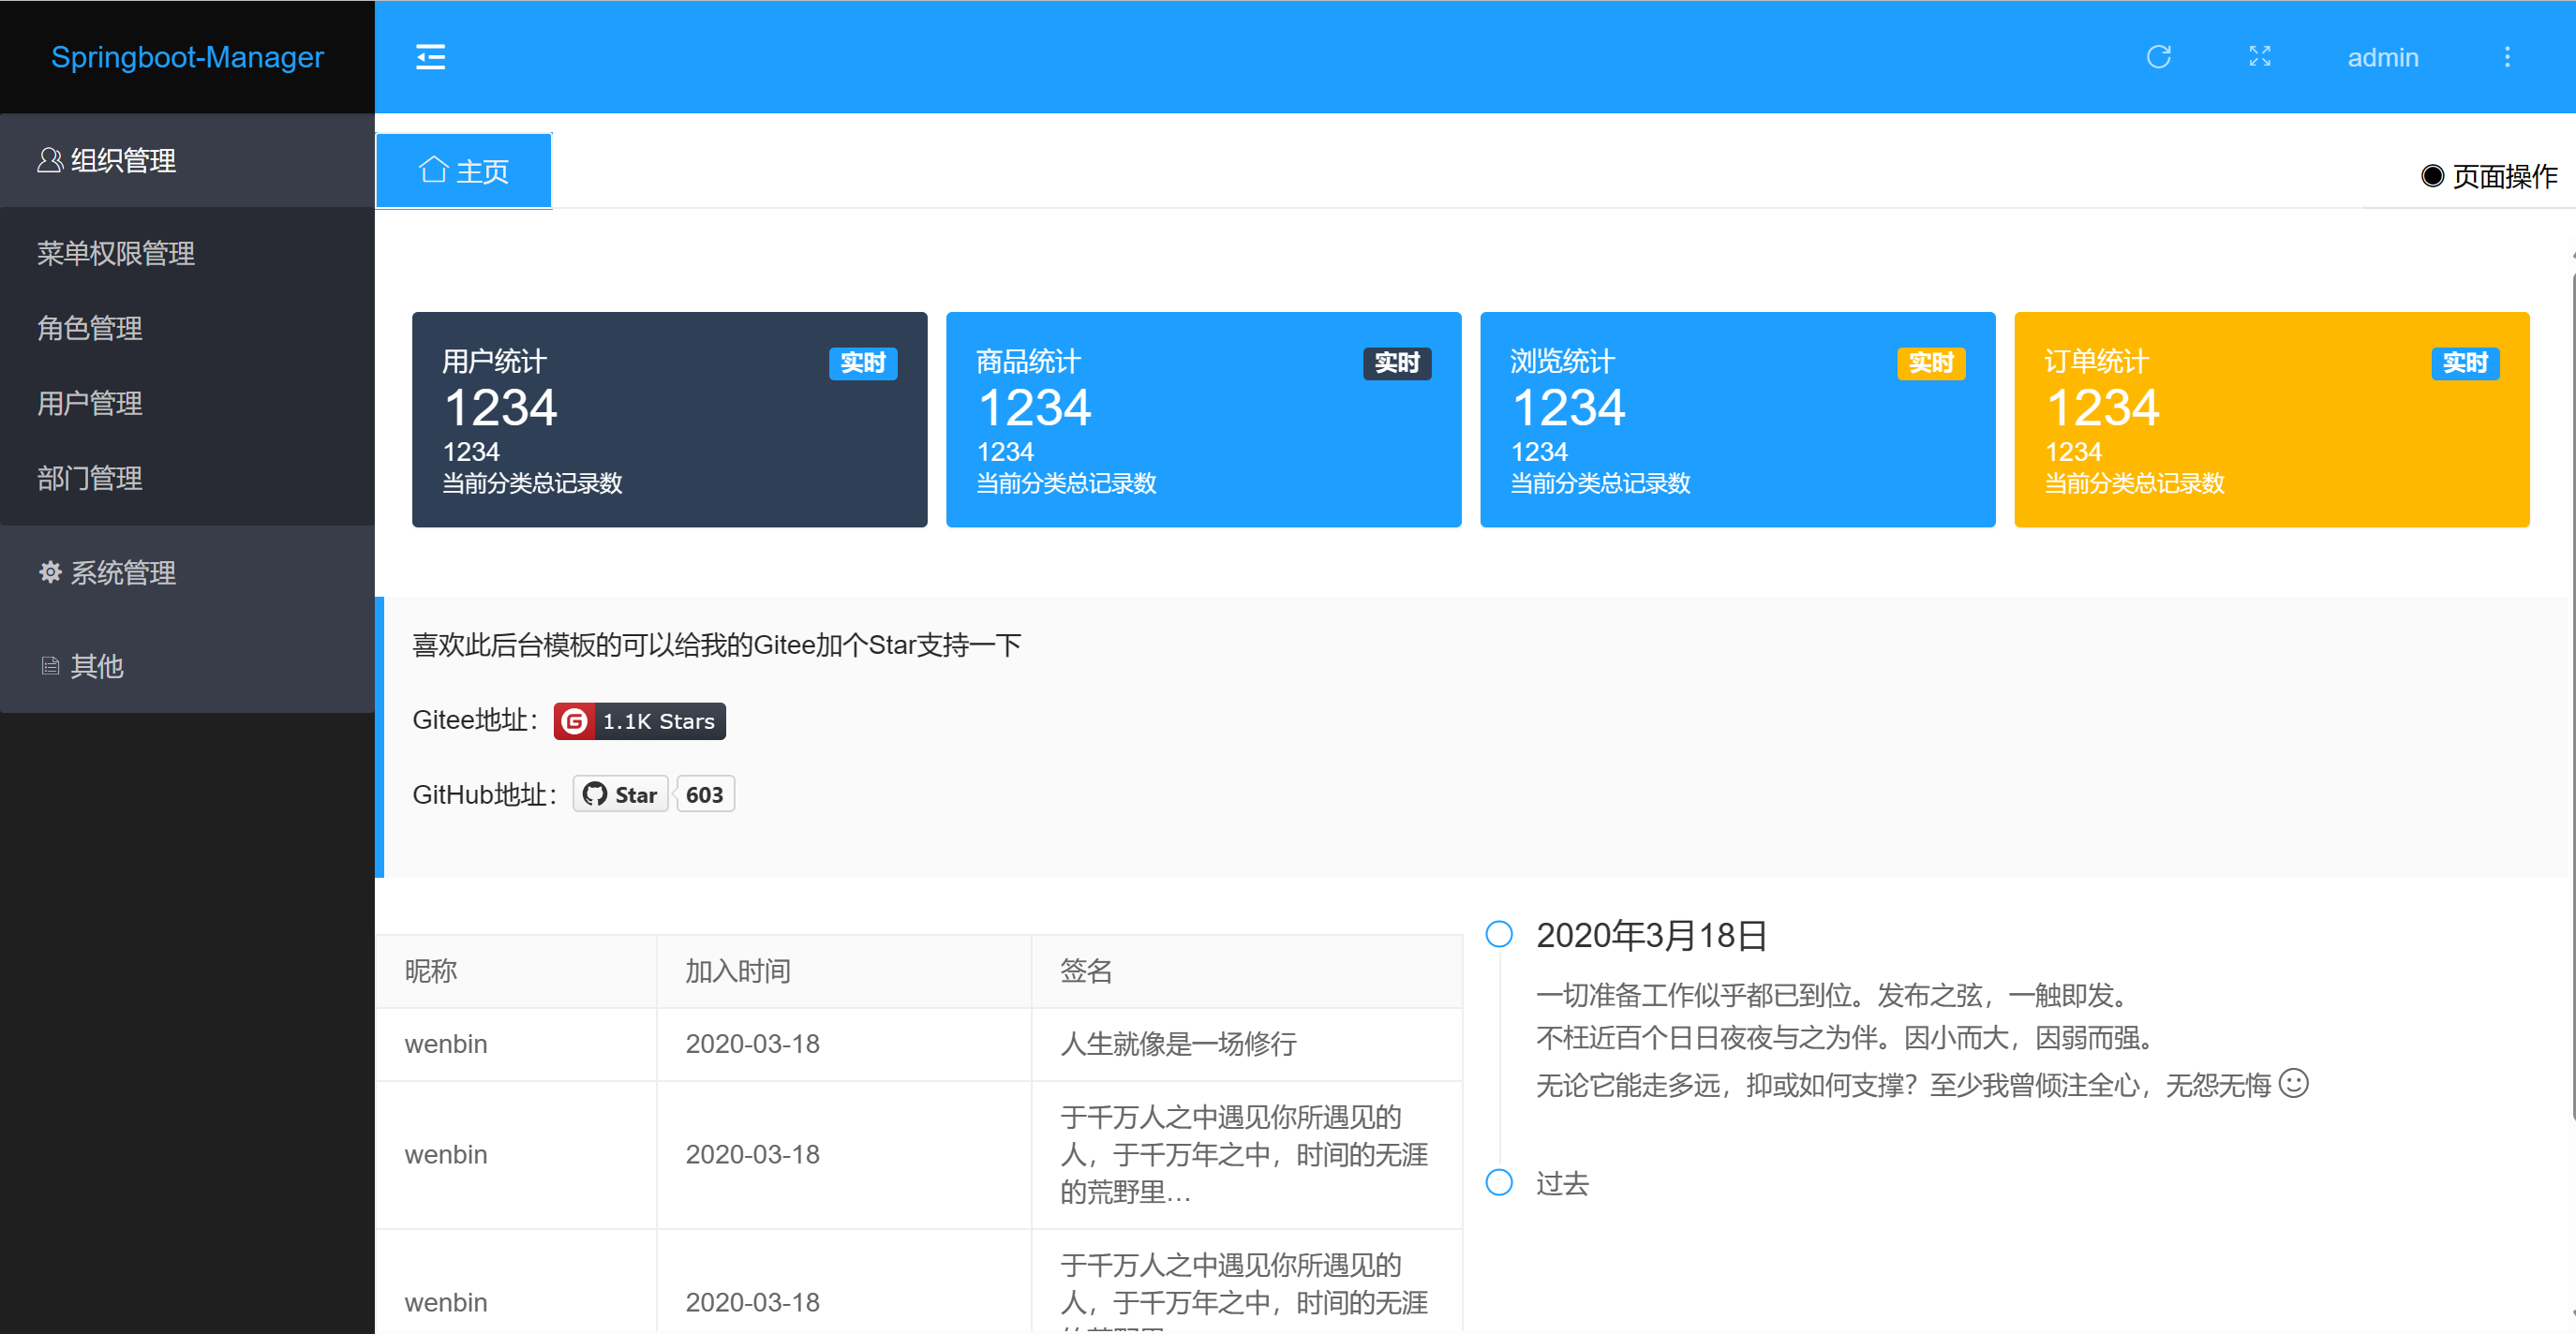 Springboot-Manager
admin
组织管理
菜单权限管理
角色管理
用户管理
部门管理
系统管理
其他
主页
页面操作
用户统计
实时
1234
1234
当前分类总记录数
商品统计
实时
1234
1234
当前分类总记录数
浏览统计
实时
1234
1234
当前分类总记录数
订单统计
实时
1234
1234
当前分类总记录数
喜欢此后台模板的可以给我的Gitee加个Star支持一下
Gitee地址： 1.1K Stars
GitHub地址： Star 603
昵称 加入时间 签名
wenbin 2020-03-18 人生就像是一场修行
wenbin 2020-03-18 于千万人之中遇见你所遇见的
人，于千万年之中，时间的无涯
的荒野里…
wenbin 2020-03-18 于千万人之中遇见你所遇见的
人，于千万年之中，时间的无涯
2020年3月18日
一切准备工作似乎都已到位。发布之弦，一触即发。
不枉近百个日日夜夜与之为伴。因小而大，因弱而强。
无论它能走多远，抑或如何支撑？至少我曾倾注全心，无怨无悔
过去